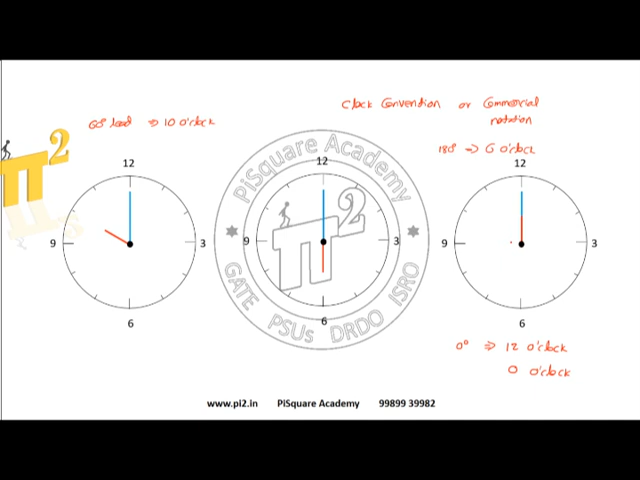 Clock Convention or Commercial
notation
60° lead ⇒ 10 o'clock
180° ⇒ 6 o'clock
π2
12
9
3
6
12
9
3
6
12
9
3
6
PiSquare Academy
π2
GATE PSUs DRDO ISRO
0° ⇒ 12 o'clock
0 o'clock
www.pi2.in PiSquare Academy 99899 39982